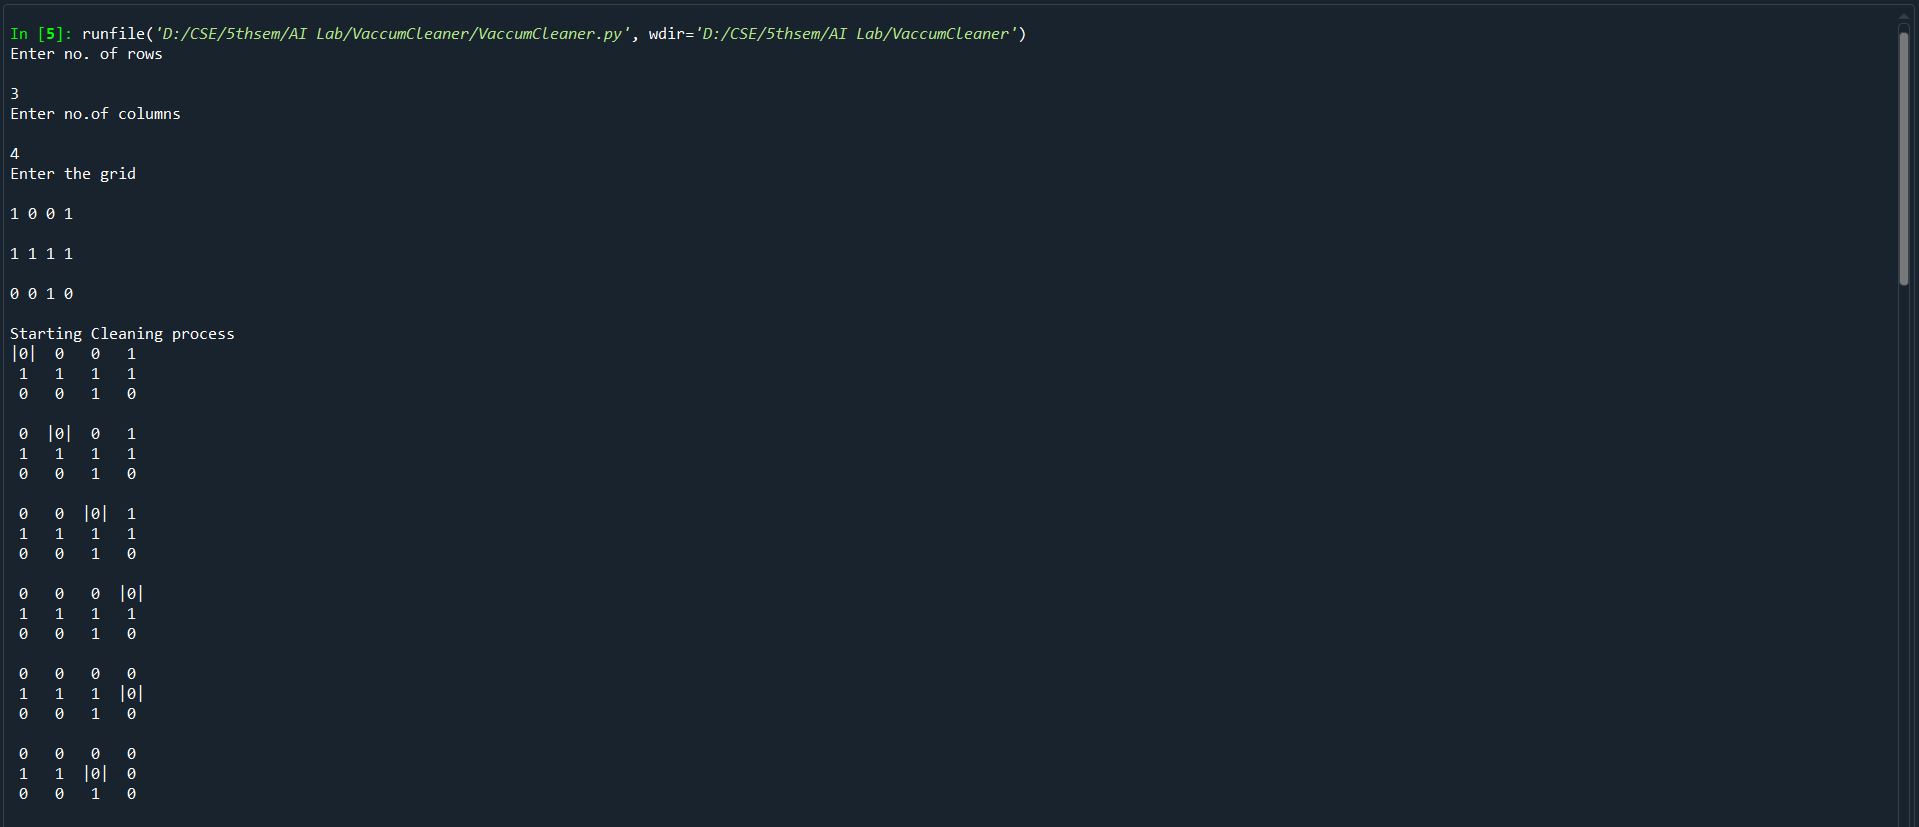 In [5]: runfile('D:/CSE/5thsem/AI Lab/VaccumCleaner/VaccumCleaner.py', wdir='D:/CSE/5thsem/AI Lab/VaccumCleaner')
Enter no. of rows
3
Enter no.of columns
4
Enter the grid
1 0 0 1
1 1 1 1
0 0 1 0
Starting Cleaning process
|0|  0   0   1
 1   1   1   1
 0   0   1   0
 0  |0|  0   1
 1   1   1   1
 0   0   1   0
 0   0  |0|  1
 1   1   1   1
 0   0   1   0
 0   0   0  |0|
 1   1   1   1
 0   0   1   0
 0   0   0   0
 1   1   1  |0|
 0   0   1   0
 0   0   0   0
 1   1  |0|  0
 0   0   1   0